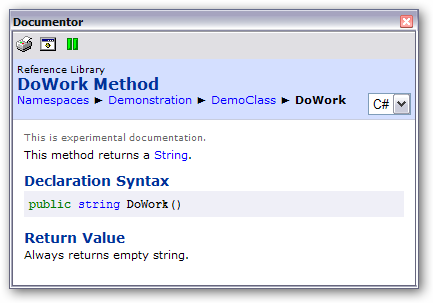 Documentor
Reference Library
DoWork Method
Namespaces ► Demonstration ► DemoClass ► DoWork
C#
This is experimental documentation.
This method returns a String.
Declaration Syntax
public string DoWork()
Return Value
Always returns empty string.